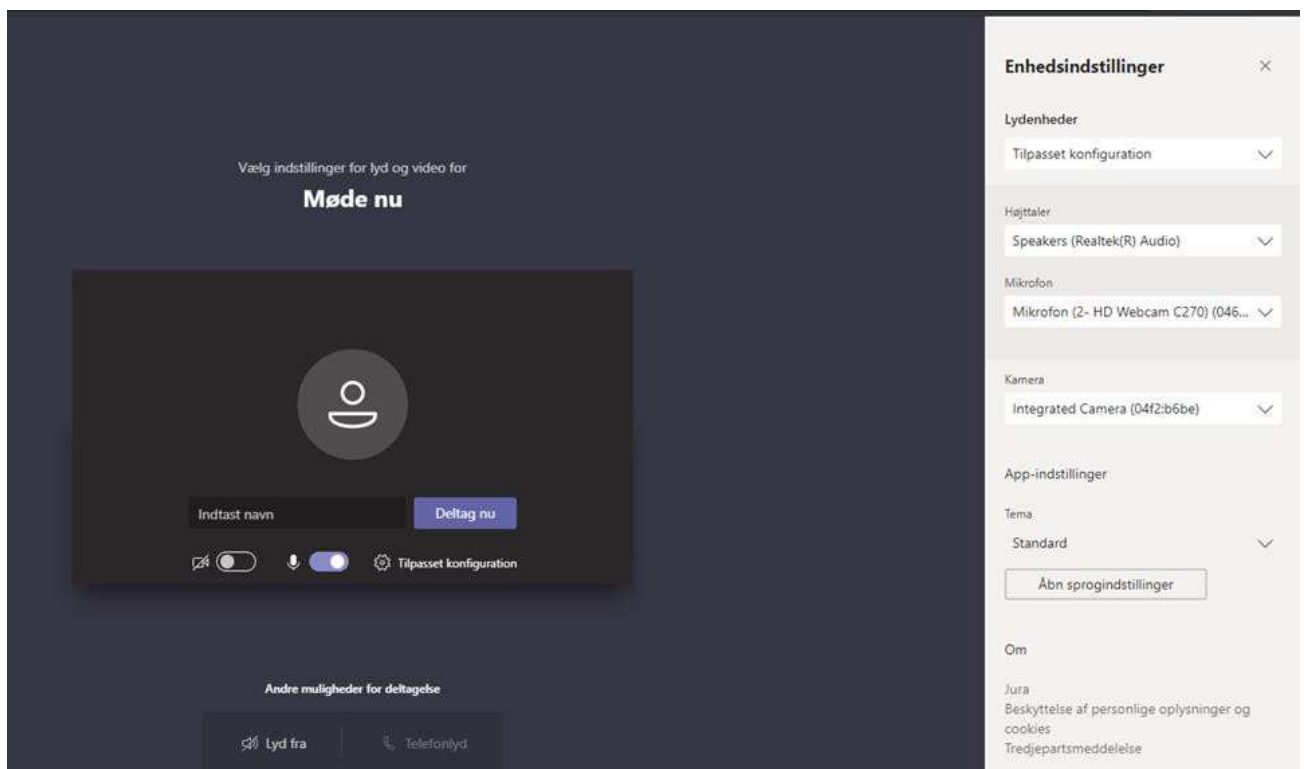 Vælg indstillinger for lyd og video for
Møde nu
Indtast navn
Deltag nu
Tilpasset konfiguration
Andre muligheder for deltagelse
Lyd fra
Telefonlyd
Enhedsindstillinger
Lydenheder
Tilpasset konfiguration
Højttaler
Speakers (Realtek(R) Audio)
Mikrofon
Mikrofon (2- HD Webcam C270) (046...
Kamera
Integrated Camera (04f2:b6be)
App-indstillinger
Tema
Standard
Åbn sprogindstillinger
Om
Jura
Beskyttelse af personlige oplysninger og
cookies
Tredjepartsmeddelelse